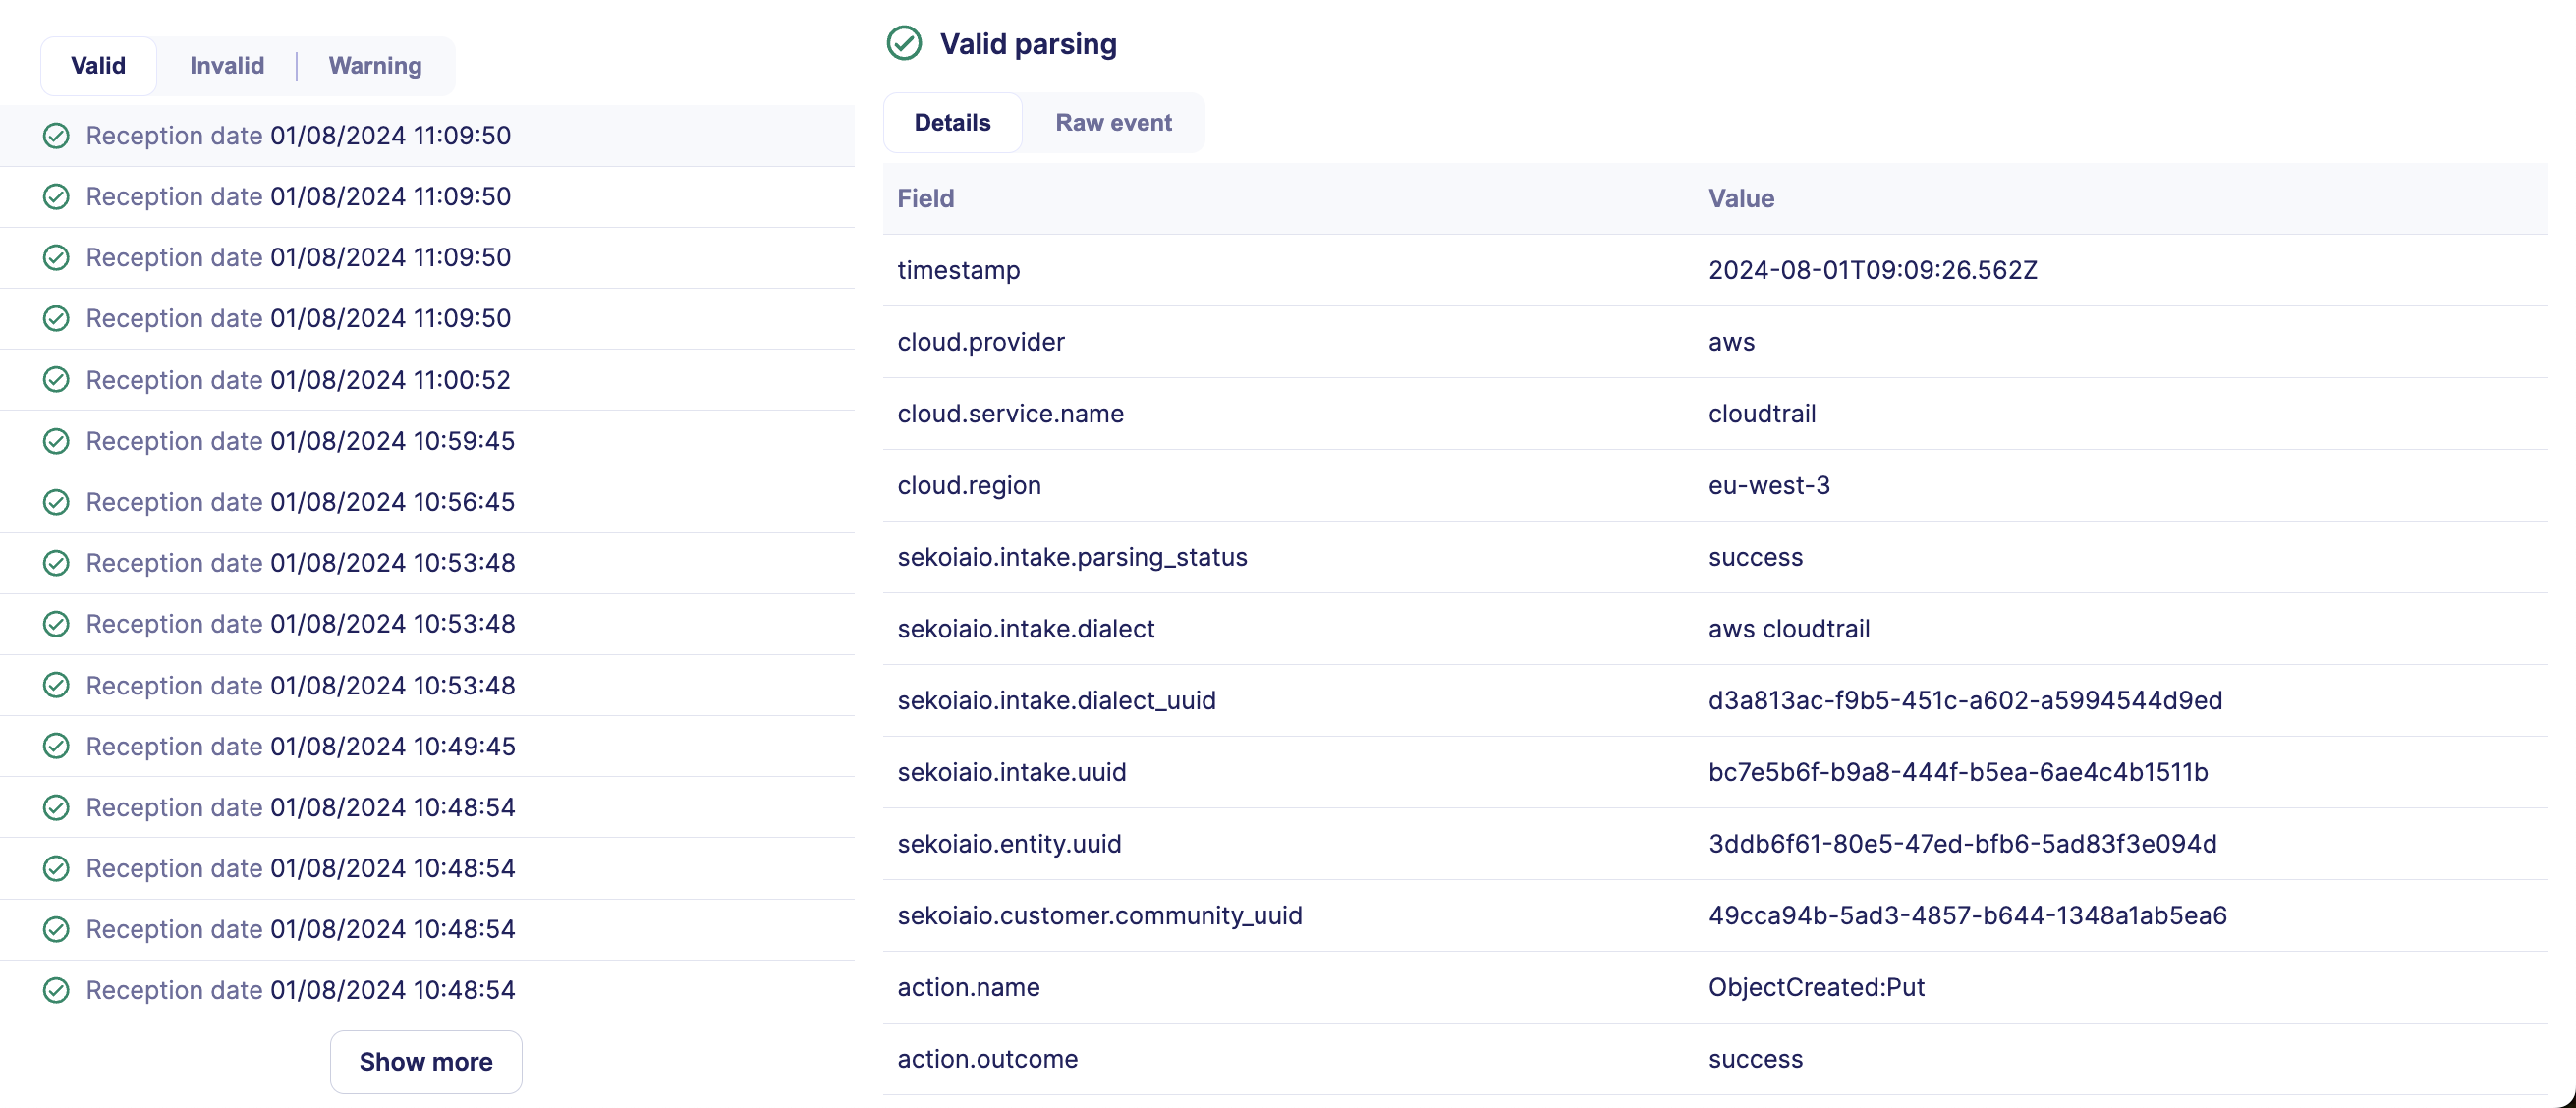 Valid Invalid Warning
Reception date 01/08/2024 11:09:50
Reception date 01/08/2024 11:09:50
Reception date 01/08/2024 11:09:50
Reception date 01/08/2024 11:09:50
Reception date 01/08/2024 11:00:52
Reception date 01/08/2024 10:59:45
Reception date 01/08/2024 10:56:45
Reception date 01/08/2024 10:53:48
Reception date 01/08/2024 10:53:48
Reception date 01/08/2024 10:53:48
Reception date 01/08/2024 10:49:45
Reception date 01/08/2024 10:48:54
Reception date 01/08/2024 10:48:54
Reception date 01/08/2024 10:48:54
Reception date 01/08/2024 10:48:54
Show more
Valid parsing
Details Raw event
Field Value
timestamp 2024-08-01T09:09:26.562Z
cloud.provider aws
cloud.service.name cloudtrail
cloud.region eu-west-3
sekoiaio.intake.parsing_status success
sekoiaio.intake.dialect aws cloudtrail
sekoiaio.intake.dialect_uuid d3a813ac-f9b5-451c-a602-a5994544d9ed
sekoiaio.intake.uuid bc7e5b6f-b9a8-444f-b5ea-6ae4c4b1511b
sekoiaio.entity.uuid 3ddb6f61-80e5-47ed-bfb6-5ad83f3e094d
sekoiaio.customer.community_uuid 49cca94b-5ad3-4857-b644-1348a1ab5ea6
action.name ObjectCreated:Put
action.outcome success